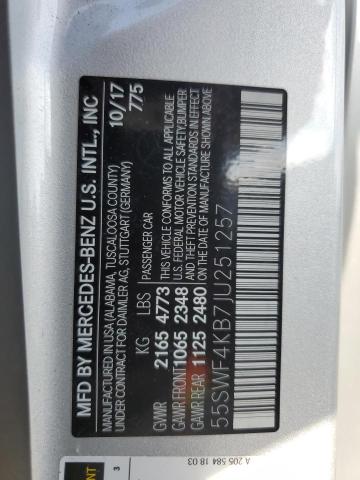 MFD BY MERCEDES-BENZ U.S. INTL., INC
MANUFACTURED IN USA (ALABAMA, TUSCALOOSA COUNTY)
UNDER CONTRACT FOR DAIMLER AG, STUTTGART (GERMANY)
10/17
775
PASSENGER CAR
KG LBS
GVWR 2165 4773
GAWR FRONT 1065 2348
GAWR REAR 1125 2480
THIS VEHICLE CONFORMS TO ALL APPLICABLE
U.S. FEDERAL MOTOR VEHICLE SAFETY,BUMPER
AND THEFT PREVENTION STANDARDS IN EFFECT
ON THE DATE OF MANUFACTURE SHOWN ABOVE
55SWF4KB7JU251257
A 205 584 18 03
3